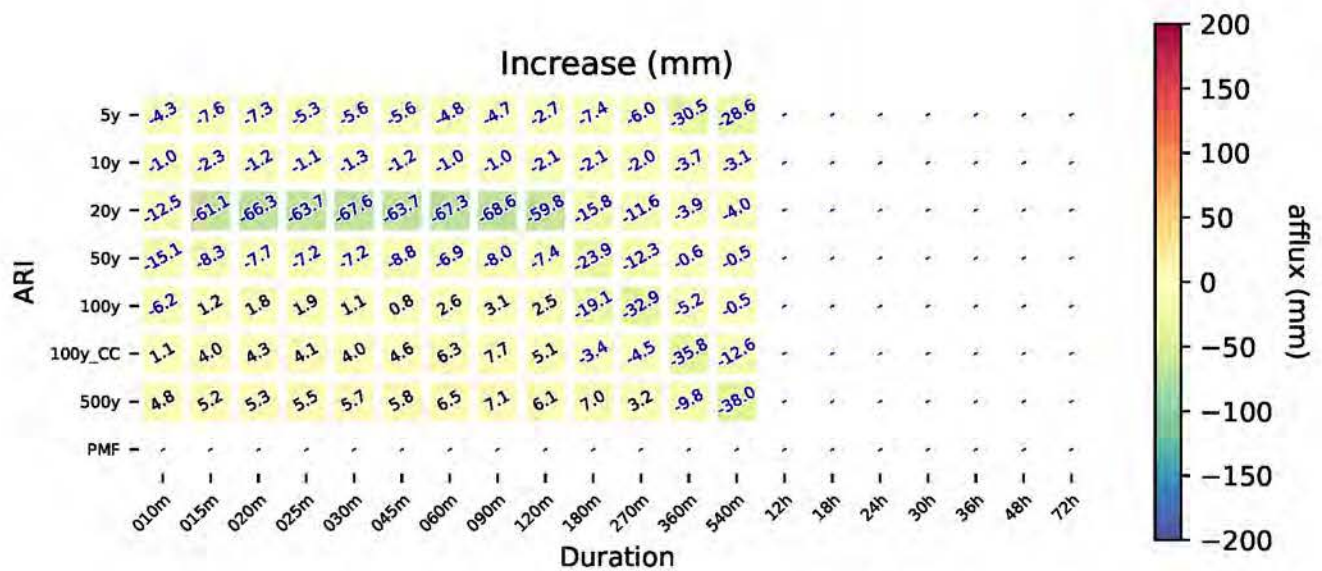 Increase (mm)
5y -4.3 -7.6 -7.3 -5.3 -5.6 -5.6 -4.8 -4.7 -2.7 -7.4 -6.0 -30.5 -28.6 - - - - - - -
10y -1.0 -2.3 -1.2 -1.1 -1.3 -1.2 -1.0 -1.0 -2.1 -2.1 -2.0 -3.7 -3.1 - - - - - - -
20y -12.5 -61.1 -66.3 -63.7 -67.6 -63.7 -67.3 -68.6 -59.8 -15.8 -11.6 -3.9 -4.0 - - - - - - -
50y -15.1 -8.3 -7.7 -7.2 -7.2 -8.8 -6.9 -8.0 -7.4 -23.9 -12.3 -0.6 -0.5 - - - - - - -
100y -6.2 1.2 1.8 1.9 1.1 0.8 2.6 3.1 2.5 -19.1 -32.9 -5.2 -0.5 - - - - - - -
100y_CC 1.1 4.0 4.3 4.1 4.0 4.6 6.3 7.7 5.1 -3.4 -4.5 -35.8 -12.6 - - - - - - -
500y 4.8 5.2 5.3 5.5 5.7 5.8 6.5 7.1 6.1 7.0 3.2 -9.8 -38.0 - - - - - - -
PMF - - - - - - - - - - - - - - - - - - - -
010m 015m 020m 025m 030m 045m 060m 090m 120m 180m 270m 360m 540m 12h 18h 24h 30h 36h 48h 72h
Duration
ARI
200
150
100
50
0
−50
−100
−150
−200
afflux (mm)